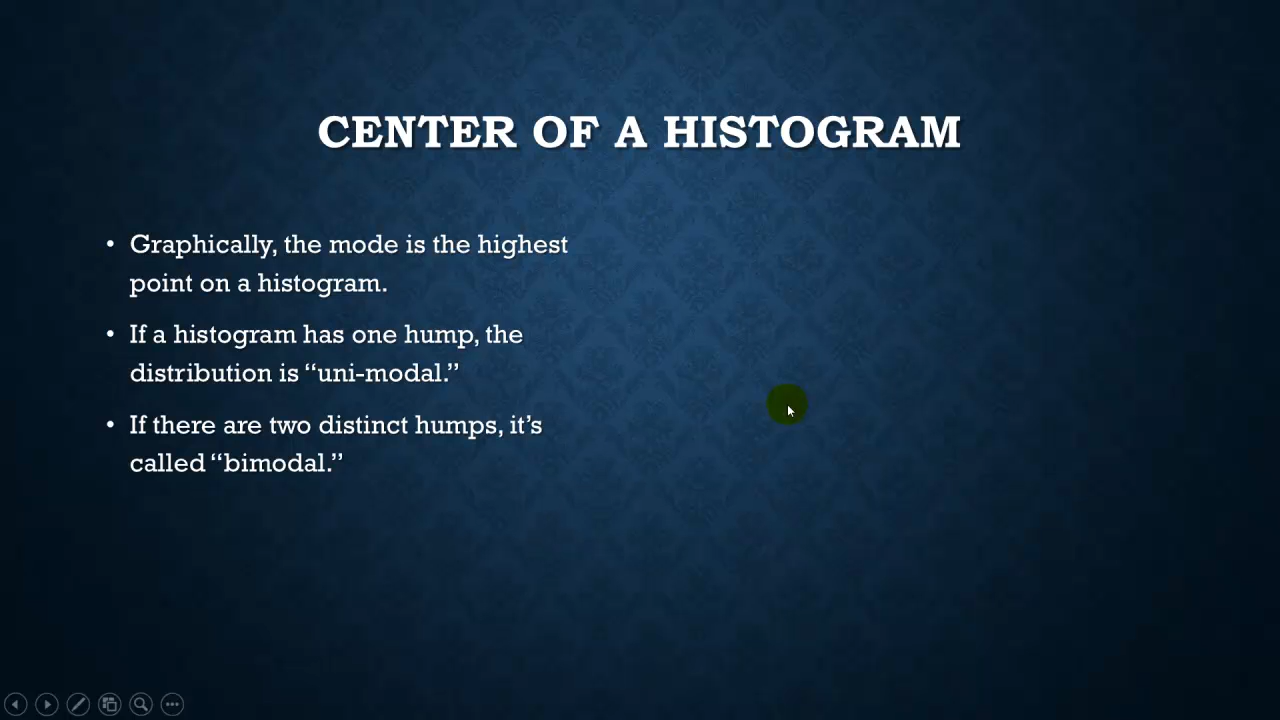 CENTER OF A HISTOGRAM
• Graphically, the mode is the highest
point on a histogram.
• If a histogram has one hump, the
distribution is “uni-modal.”
• If there are two distinct humps, it’s
called “bimodal.”